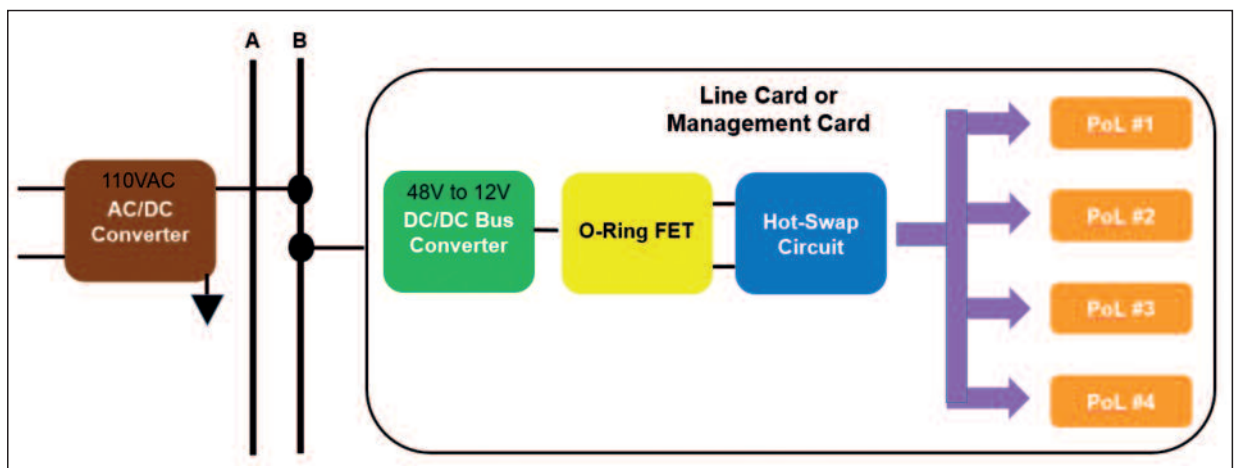 A
B
Line Card or
Management Card
110VAC
AC/DC
Converter
48V to 12V
DC/DC Bus
Converter
O-Ring FET
Hot-Swap
Circuit
PoL #1
PoL #2
PoL #3
PoL #4